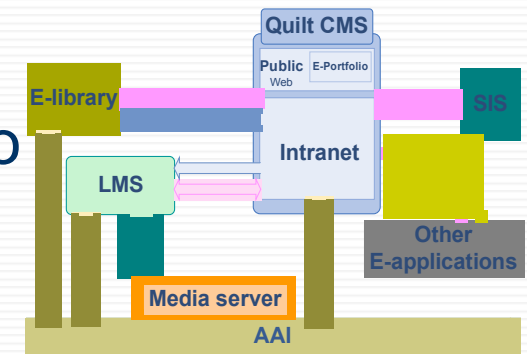 Quilt CMS
Public
Web
E-Portfolio
E-library
SIS
Intranet
LMS
Other
E-applications
Media server
AAI